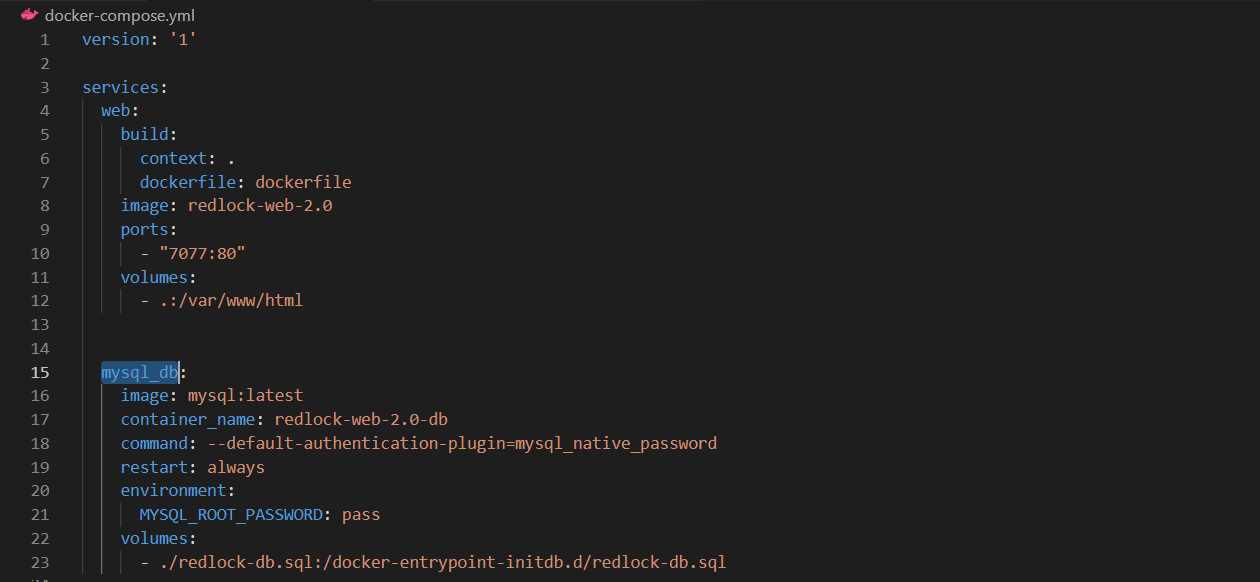 docker-compose.yml
1 version: '1'
2
3 services:
4 web:
5 build:
6 context: .
7 dockerfile: dockerfile
8 image: redlock-web-2.0
9 ports:
10 - "7077:80"
11 volumes:
12 - .:/var/www/html
13
14
15 mysql_db:
16 image: mysql:latest
17 container_name: redlock-web-2.0-db
18 command: --default-authentication-plugin=mysql_native_password
19 restart: always
20 environment:
21 MYSQL_ROOT_PASSWORD: pass
22 volumes:
23 - ./redlock-db.sql:/docker-entrypoint-initdb.d/redlock-db.sql